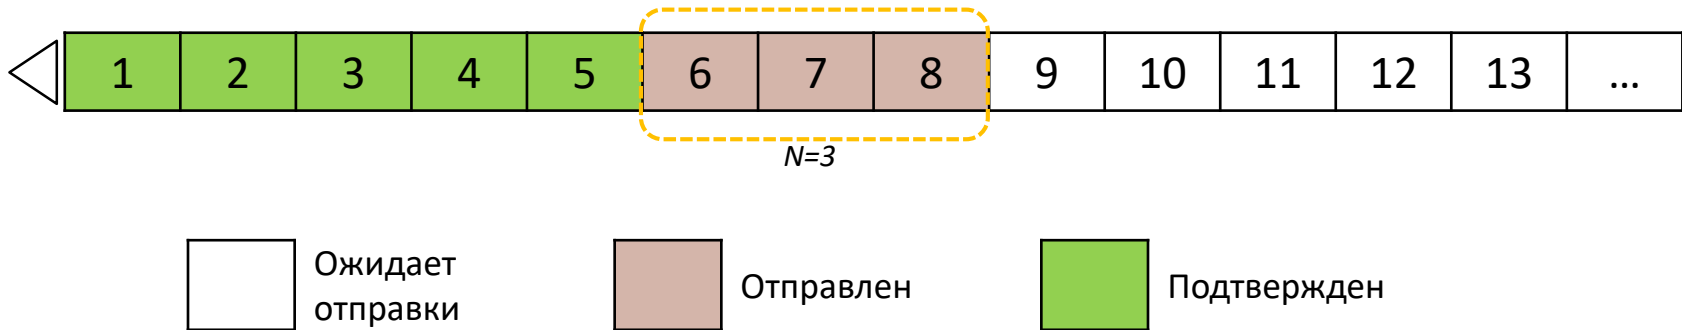 1 2 3 4 5 6 7 8 9 10 11 12 13 ...
N=3
Ожидает
отправки
Отправлен
Подтвержден